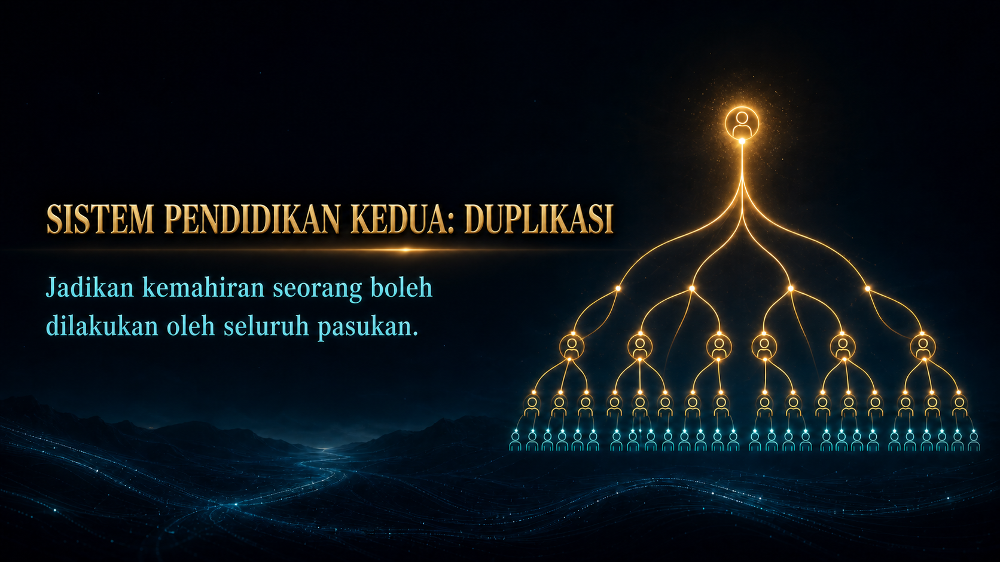 SISTEM PENDIDIKAN KEDUA: DUPLIKASI
Jadikan kemahiran seorang boleh
dilakukan oleh seluruh pasukan.